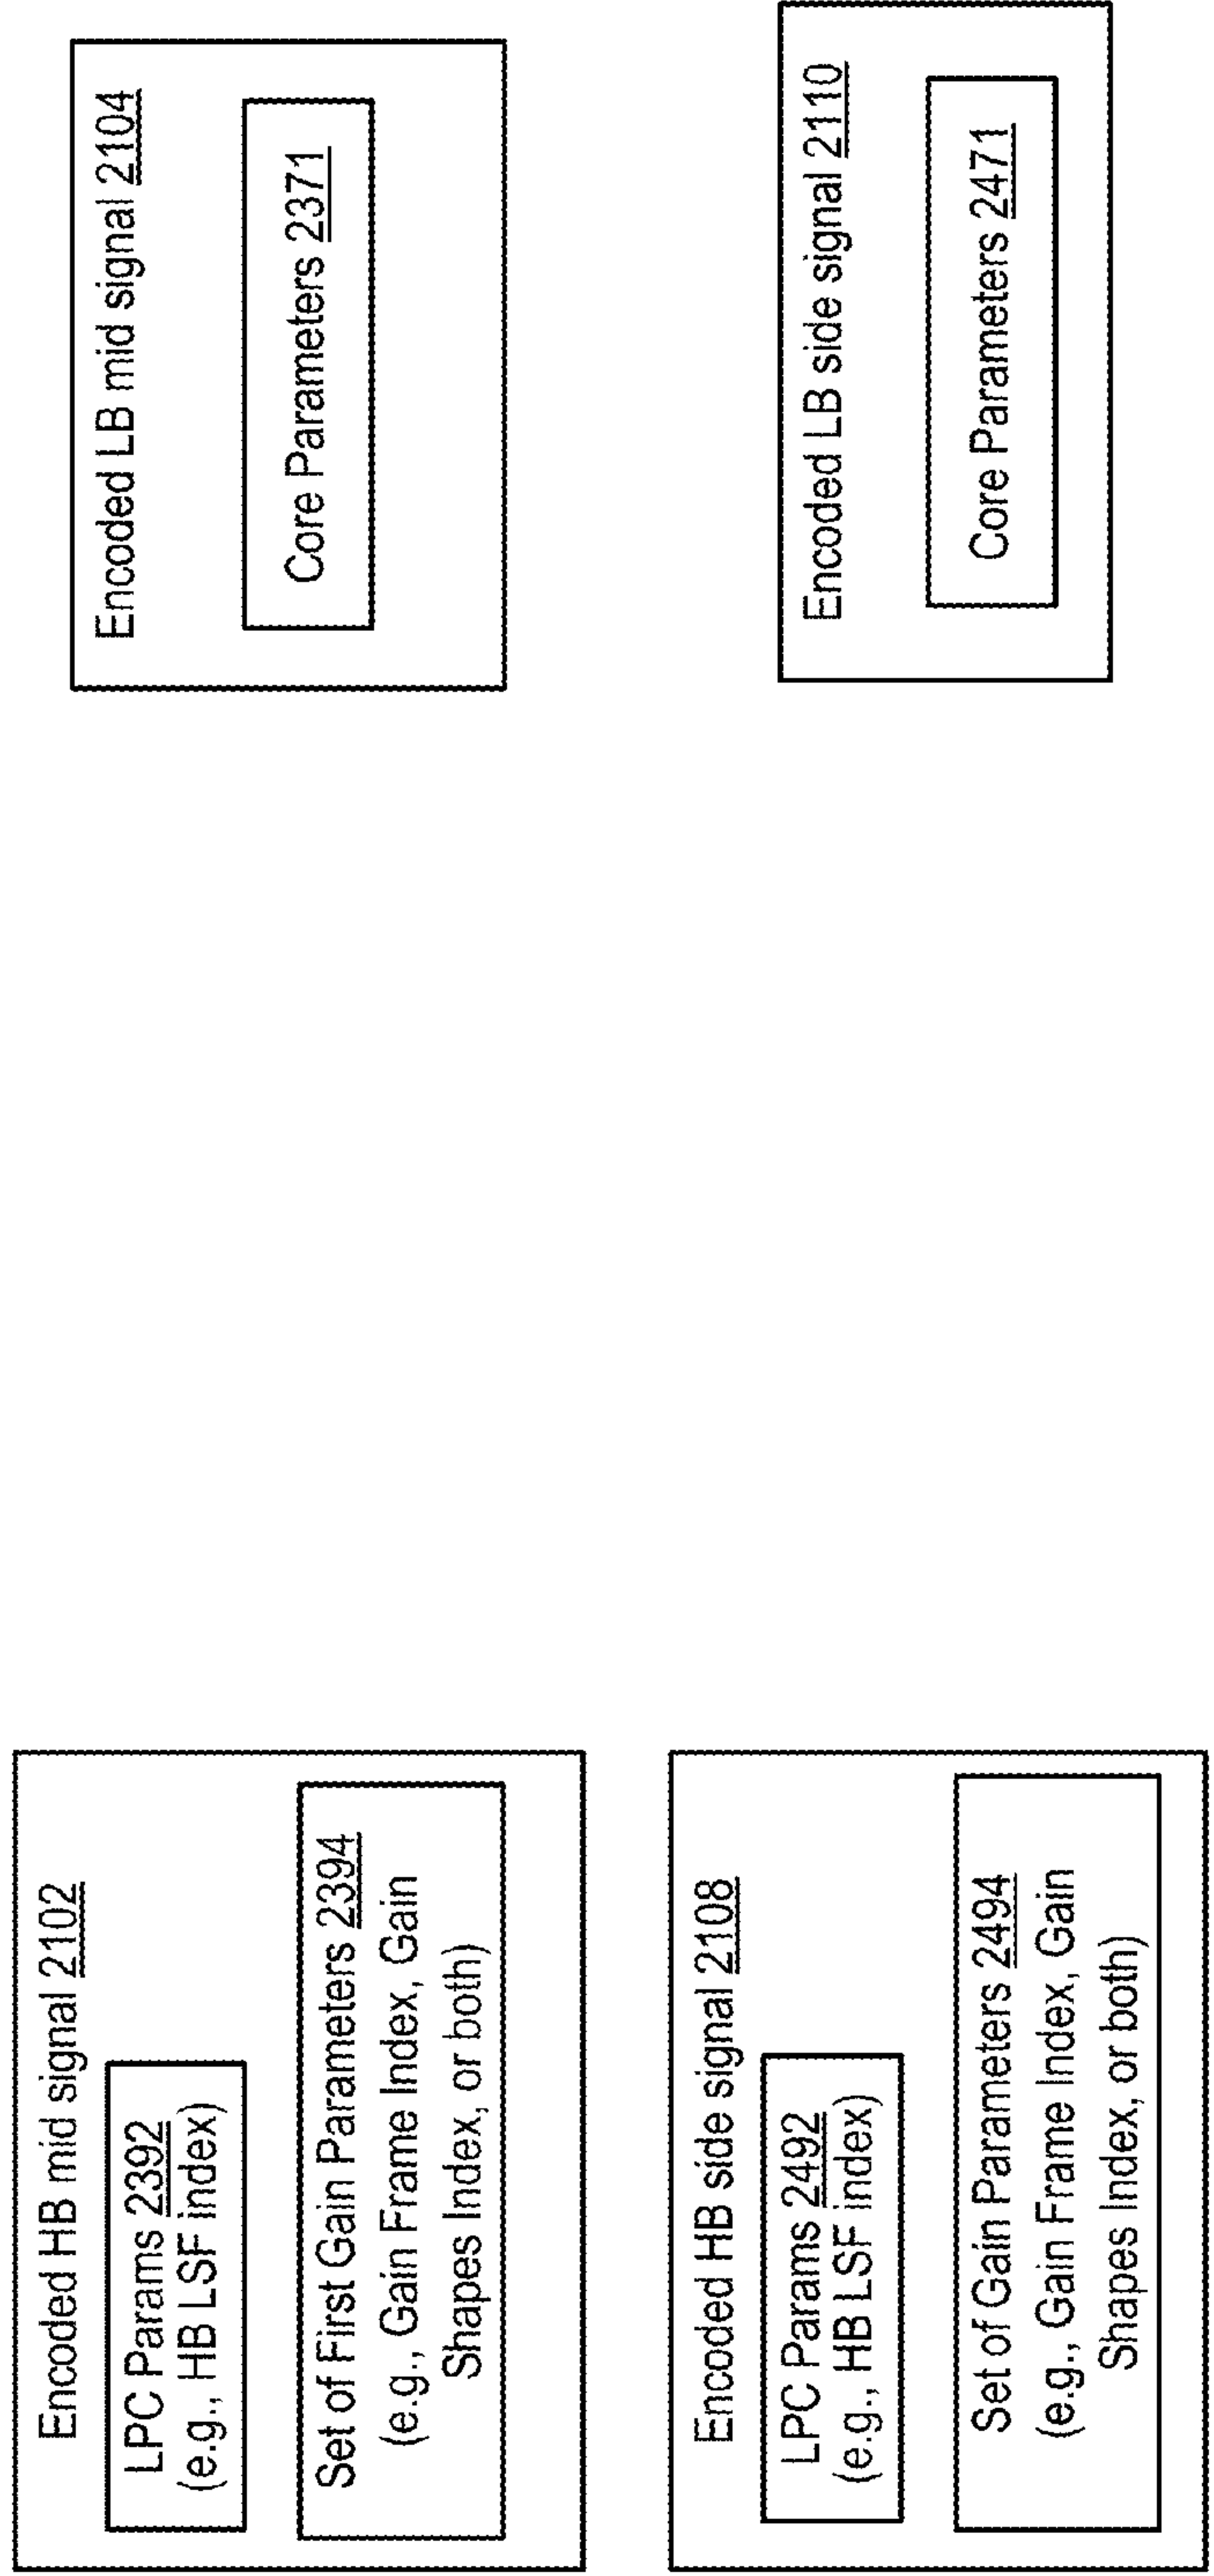 Encoded HB mid signal 2102
LPC Params 2392
(e.g., HB LSF index)
Set of First Gain Parameters 2394
(e.g., Gain Frame Index, Gain
Shapes Index, or both)
Encoded LB mid signal 2104
Core Parameters 2371
Encoded HB side signal 2108
LPC Params 2492
(e.g., HB LSF index)
Set of Gain Parameters 2494
(e.g., Gain Frame Index, Gain
Shapes Index, or both)
Encoded LB side signal 2110
Core Parameters 2471